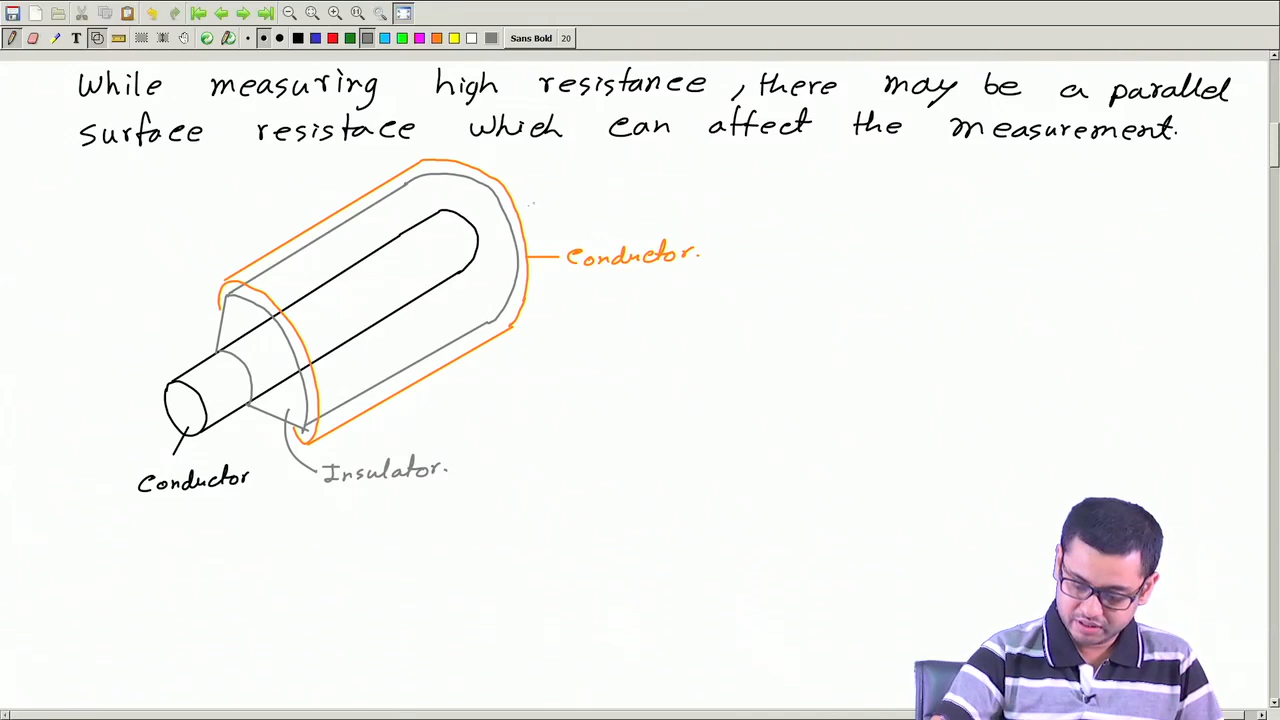 Sans Bold 20
While measuring high resistance, there may be a parallel
surface resistace which can affect the measurement.
Conductor.
Conductor
Insulator.